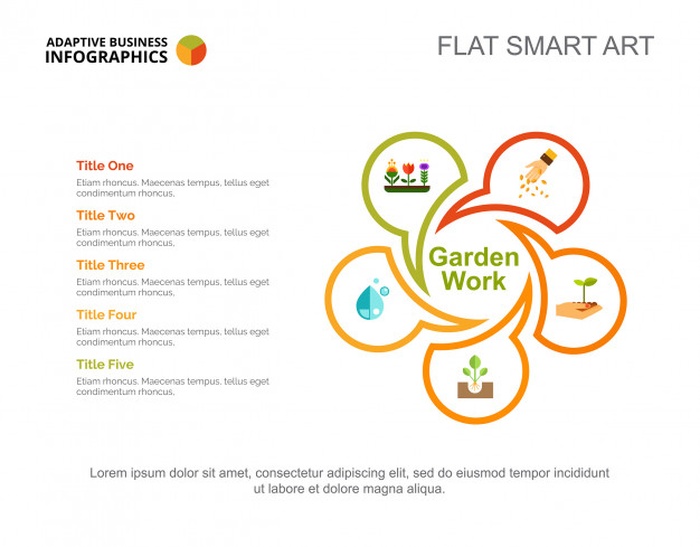 ADAPTIVE BUSINESS
INFOGRAPHICS
FLAT SMART ART
Title One
Etiam rhoncus. Maecenas tempus, tellus eget
condimentum rhoncus,
Title Two
Etiam rhoncus. Maecenas tempus, tellus eget
condimentum rhoncus,
Title Three
Etiam rhoncus. Maecenas tempus, tellus eget
condimentum rhoncus,
Title Four
Etiam rhoncus. Maecenas tempus, tellus eget
condimentum rhoncus,
Title Five
Etiam rhoncus. Maecenas tempus, tellus eget
condimentum rhoncus,
Garden
Work
Lorem ipsum dolor sit amet, consectetur adipiscing elit, sed do eiusmod tempor incididunt
ut labore et dolore magna aliqua.